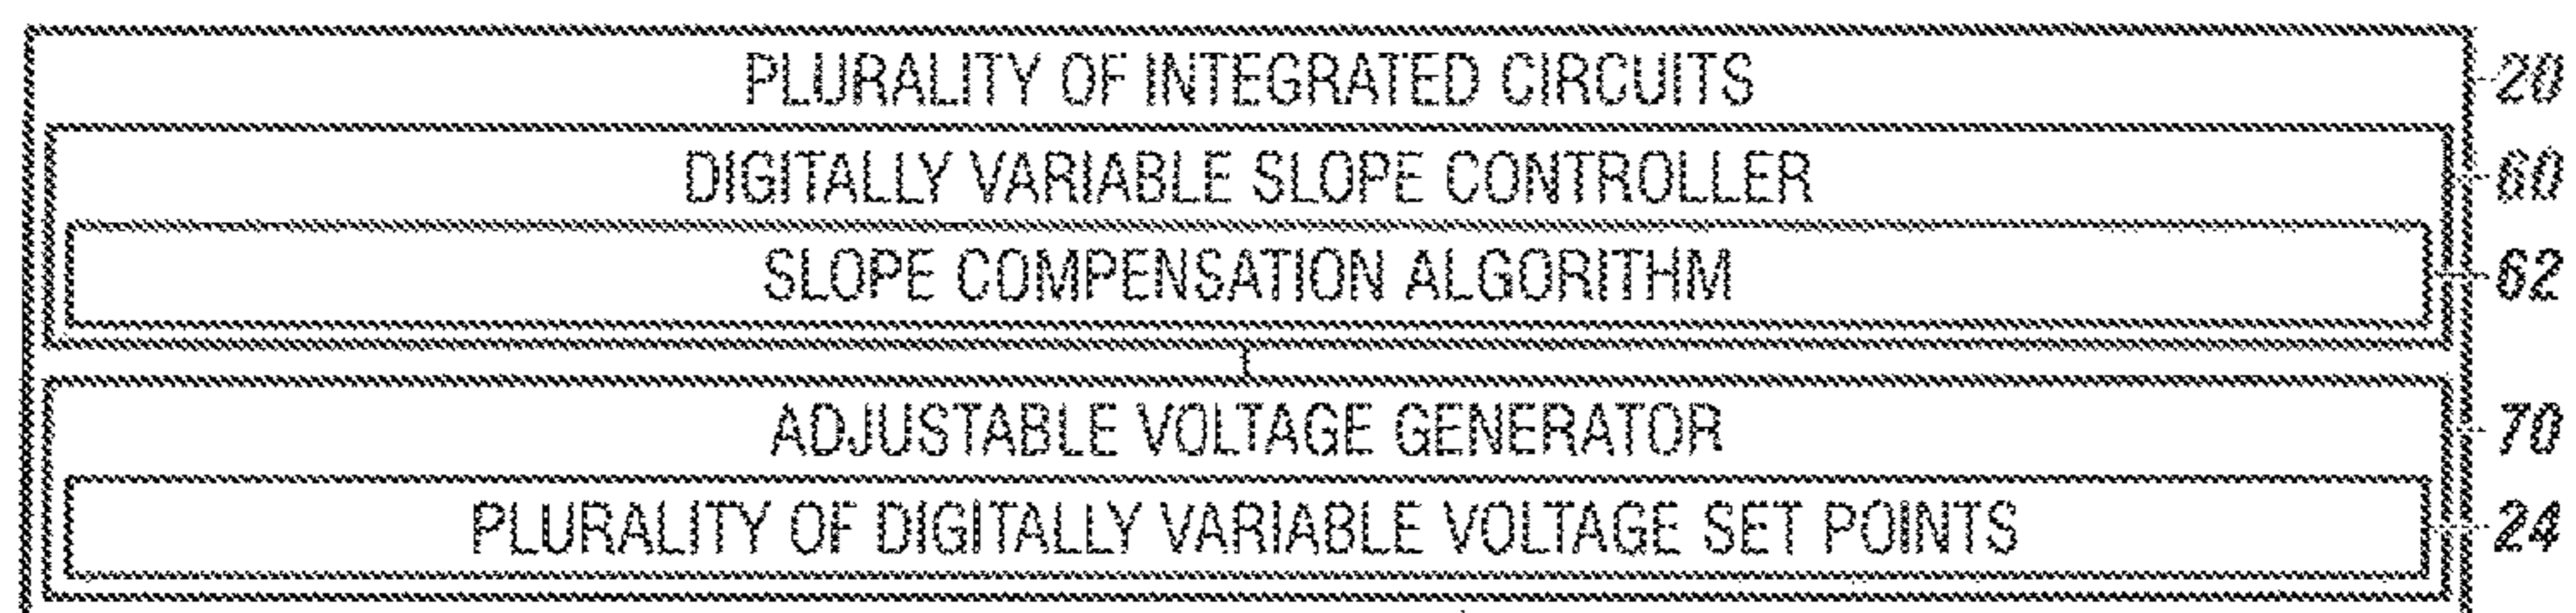 PLURALITY OF INTEGRATED CIRCUITS 20
DIGITALLY VARIABLE SLOPE CONTROLLER 60
SLOPE COMPENSATION ALGORITHM 62
ADJUSTABLE VOLTAGE GENERATOR 70
PLURALITY OF DIGITALLY VARIABLE VOLTAGE SET POINTS 24